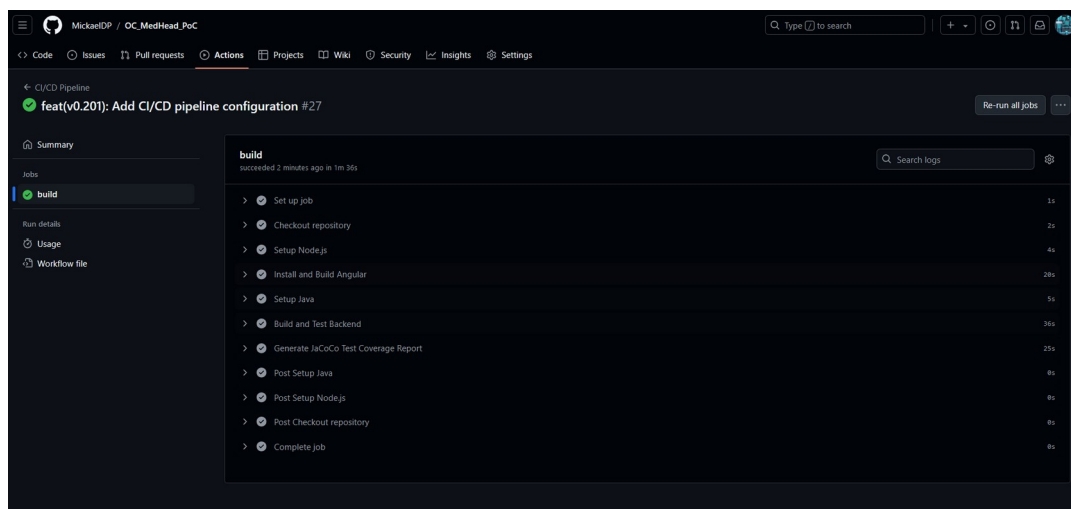 MickaelDP / OC_MedHead_PoC
Type / to search
Code Issues Pull requests Actions Projects Wiki Security Insights Settings
← CI/CD Pipeline
feat(v0.201): Add CI/CD pipeline configuration #27
Re-run all jobs
Summary
Jobs
build
Run details
Usage
Workflow file
build
succeeded 2 minutes ago in 1m 36s
Search logs
Set up job 1s
Checkout repository 2s
Setup Node.js 4s
Install and Build Angular 20s
Setup Java 5s
Build and Test Backend 36s
Generate JaCoCo Test Coverage Report 25s
Post Setup Java 0s
Post Setup Node.js 0s
Post Checkout repository 0s
Complete job 0s